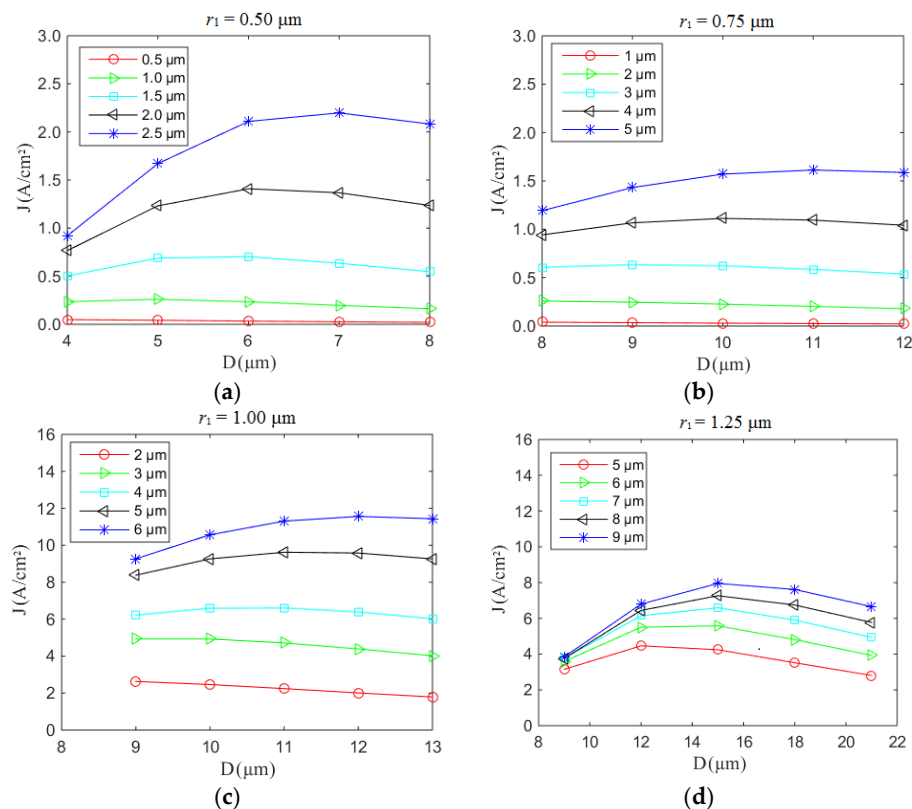 r₁ = 0.50 μm
3.0
2.5
2.0
1.5
1.0
0.5
0.0
J(A/cm²)
0.5 μm
1.0 μm
1.5 μm
2.0 μm
2.5 μm
4 5 6 7 8
D(μm)
(a)
r₁ = 0.75 μm
3.0
2.5
2.0
1.5
1.0
0.5
0.0
J(A/cm²)
1 μm
2 μm
3 μm
4 μm
5 μm
8 9 10 11 12
D(μm)
(b)
r₁ = 1.00 μm
16
14
12
10
8
6
4
2
0
J(A/cm²)
2 μm
3 μm
4 μm
5 μm
6 μm
8 9 10 11 12 13
D(μm)
(c)
r₁ = 1.25 μm
16
14
12
10
8
6
4
2
0
J(A/cm²)
5 μm
6 μm
7 μm
8 μm
9 μm
8 10 12 14 16 18 20 22
D(μm)
(d)